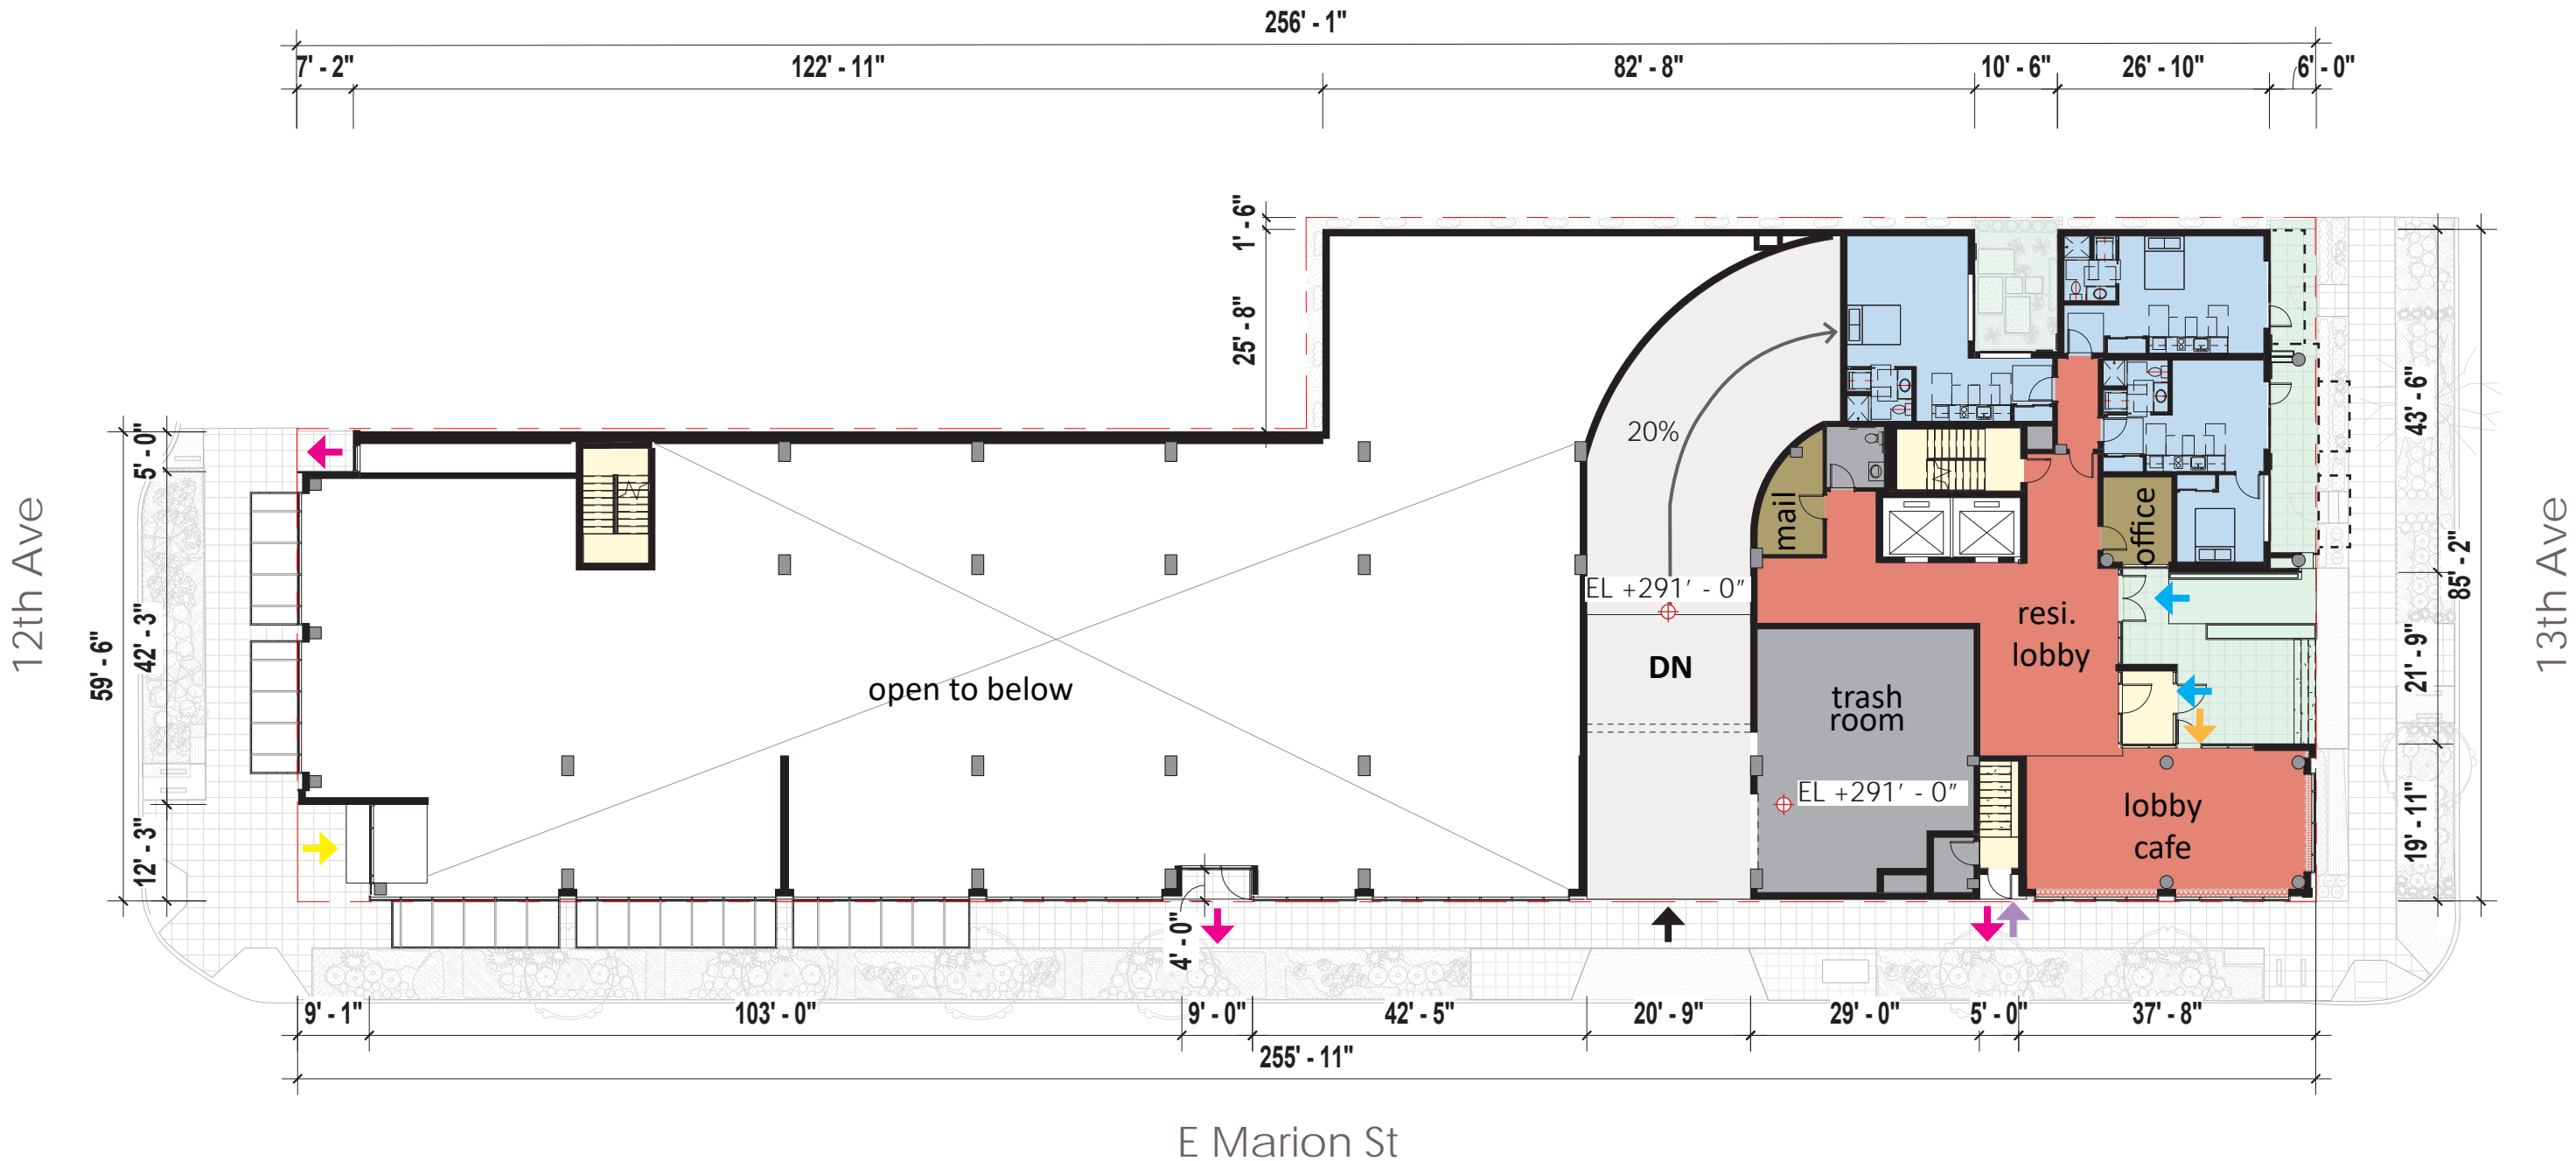 256' - 1"
7' - 2"
122' - 11"
82' - 8"
10' - 6"
26' - 10"
6' - 0"
1' - 6"
25' - 8"
5' - 0"
42' - 3"
12' - 3"
59' - 6"
12th Ave
20%
mail
office
43' - 6"
85' - 2"
13th Ave
EL +291' - 0"
DN
resi.
lobby
21' - 9"
open to below
trash
room
EL +291' - 0"
lobby
cafe
19' - 11"
4' - 0"
9' - 1"
103' - 0"
9' - 0"
42' - 5"
20' - 9"
29' - 0"
5' - 0"
37' - 8"
255' - 11"
E Marion St